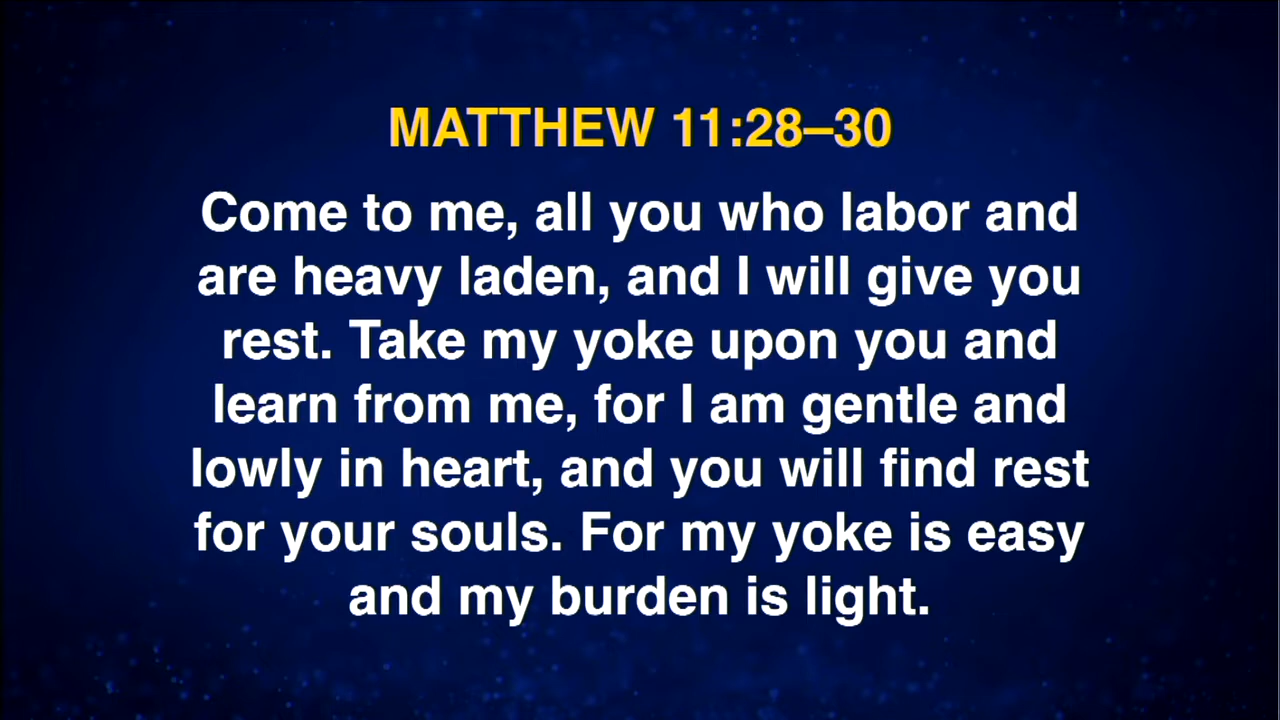 MATTHEW 11:28–30
Come to me, all you who labor and
are heavy laden, and I will give you
rest. Take my yoke upon you and
learn from me, for I am gentle and
lowly in heart, and you will find rest
for your souls. For my yoke is easy
and my burden is light.